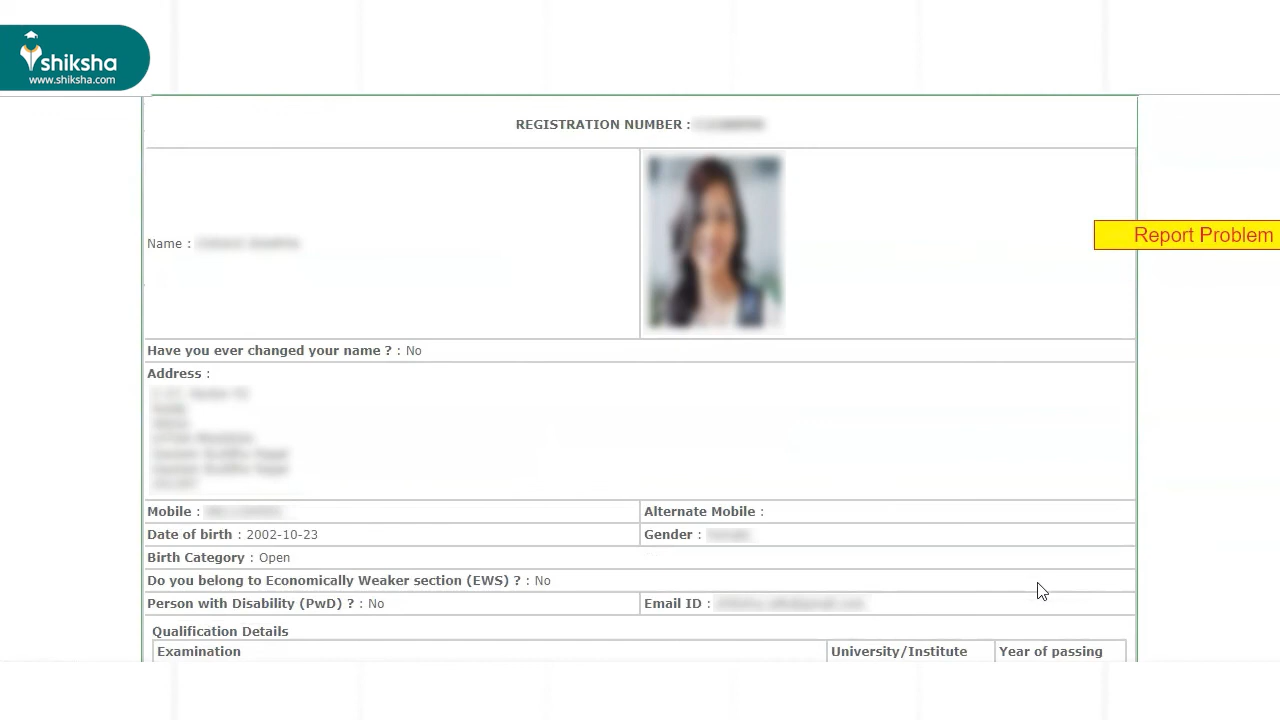 shiksha
www.shiksha.com
REGISTRATION NUMBER :
Name :
Report Problem
Have you ever changed your name ? : No
Address :
Mobile :
Alternate Mobile :
Date of birth : 2002-10-23
Gender :
Birth Category : Open
Do you belong to Economically Weaker section (EWS) ? : No
Person with Disability (PwD) ? : No
Email ID :
Qualification Details
Examination
University/Institute
Year of passing